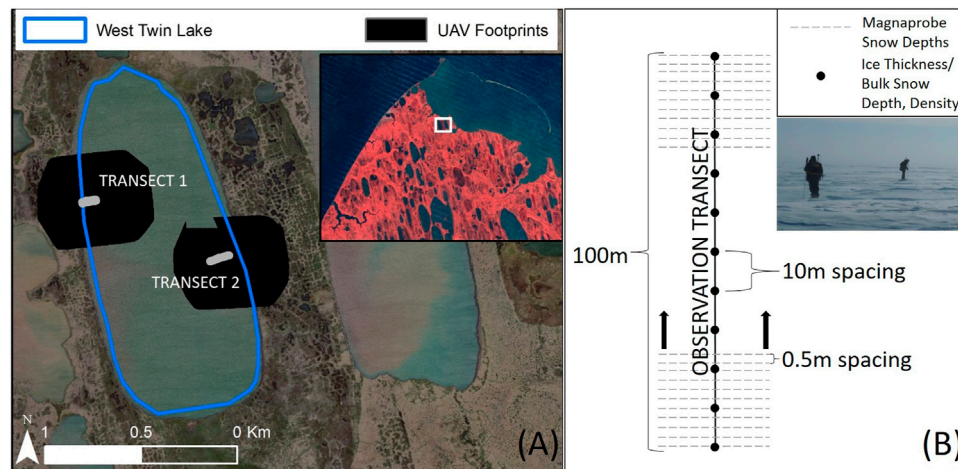 West Twin Lake
UAV Footprints
TRANSECT 1
TRANSECT 2
N
1
0.5
0 Km
(A)
Magnaprobe
Snow Depths
Ice Thickness/
Bulk Snow
Depth, Density
OBSERVATION TRANSECT
100m
10m spacing
0.5m spacing
(B)